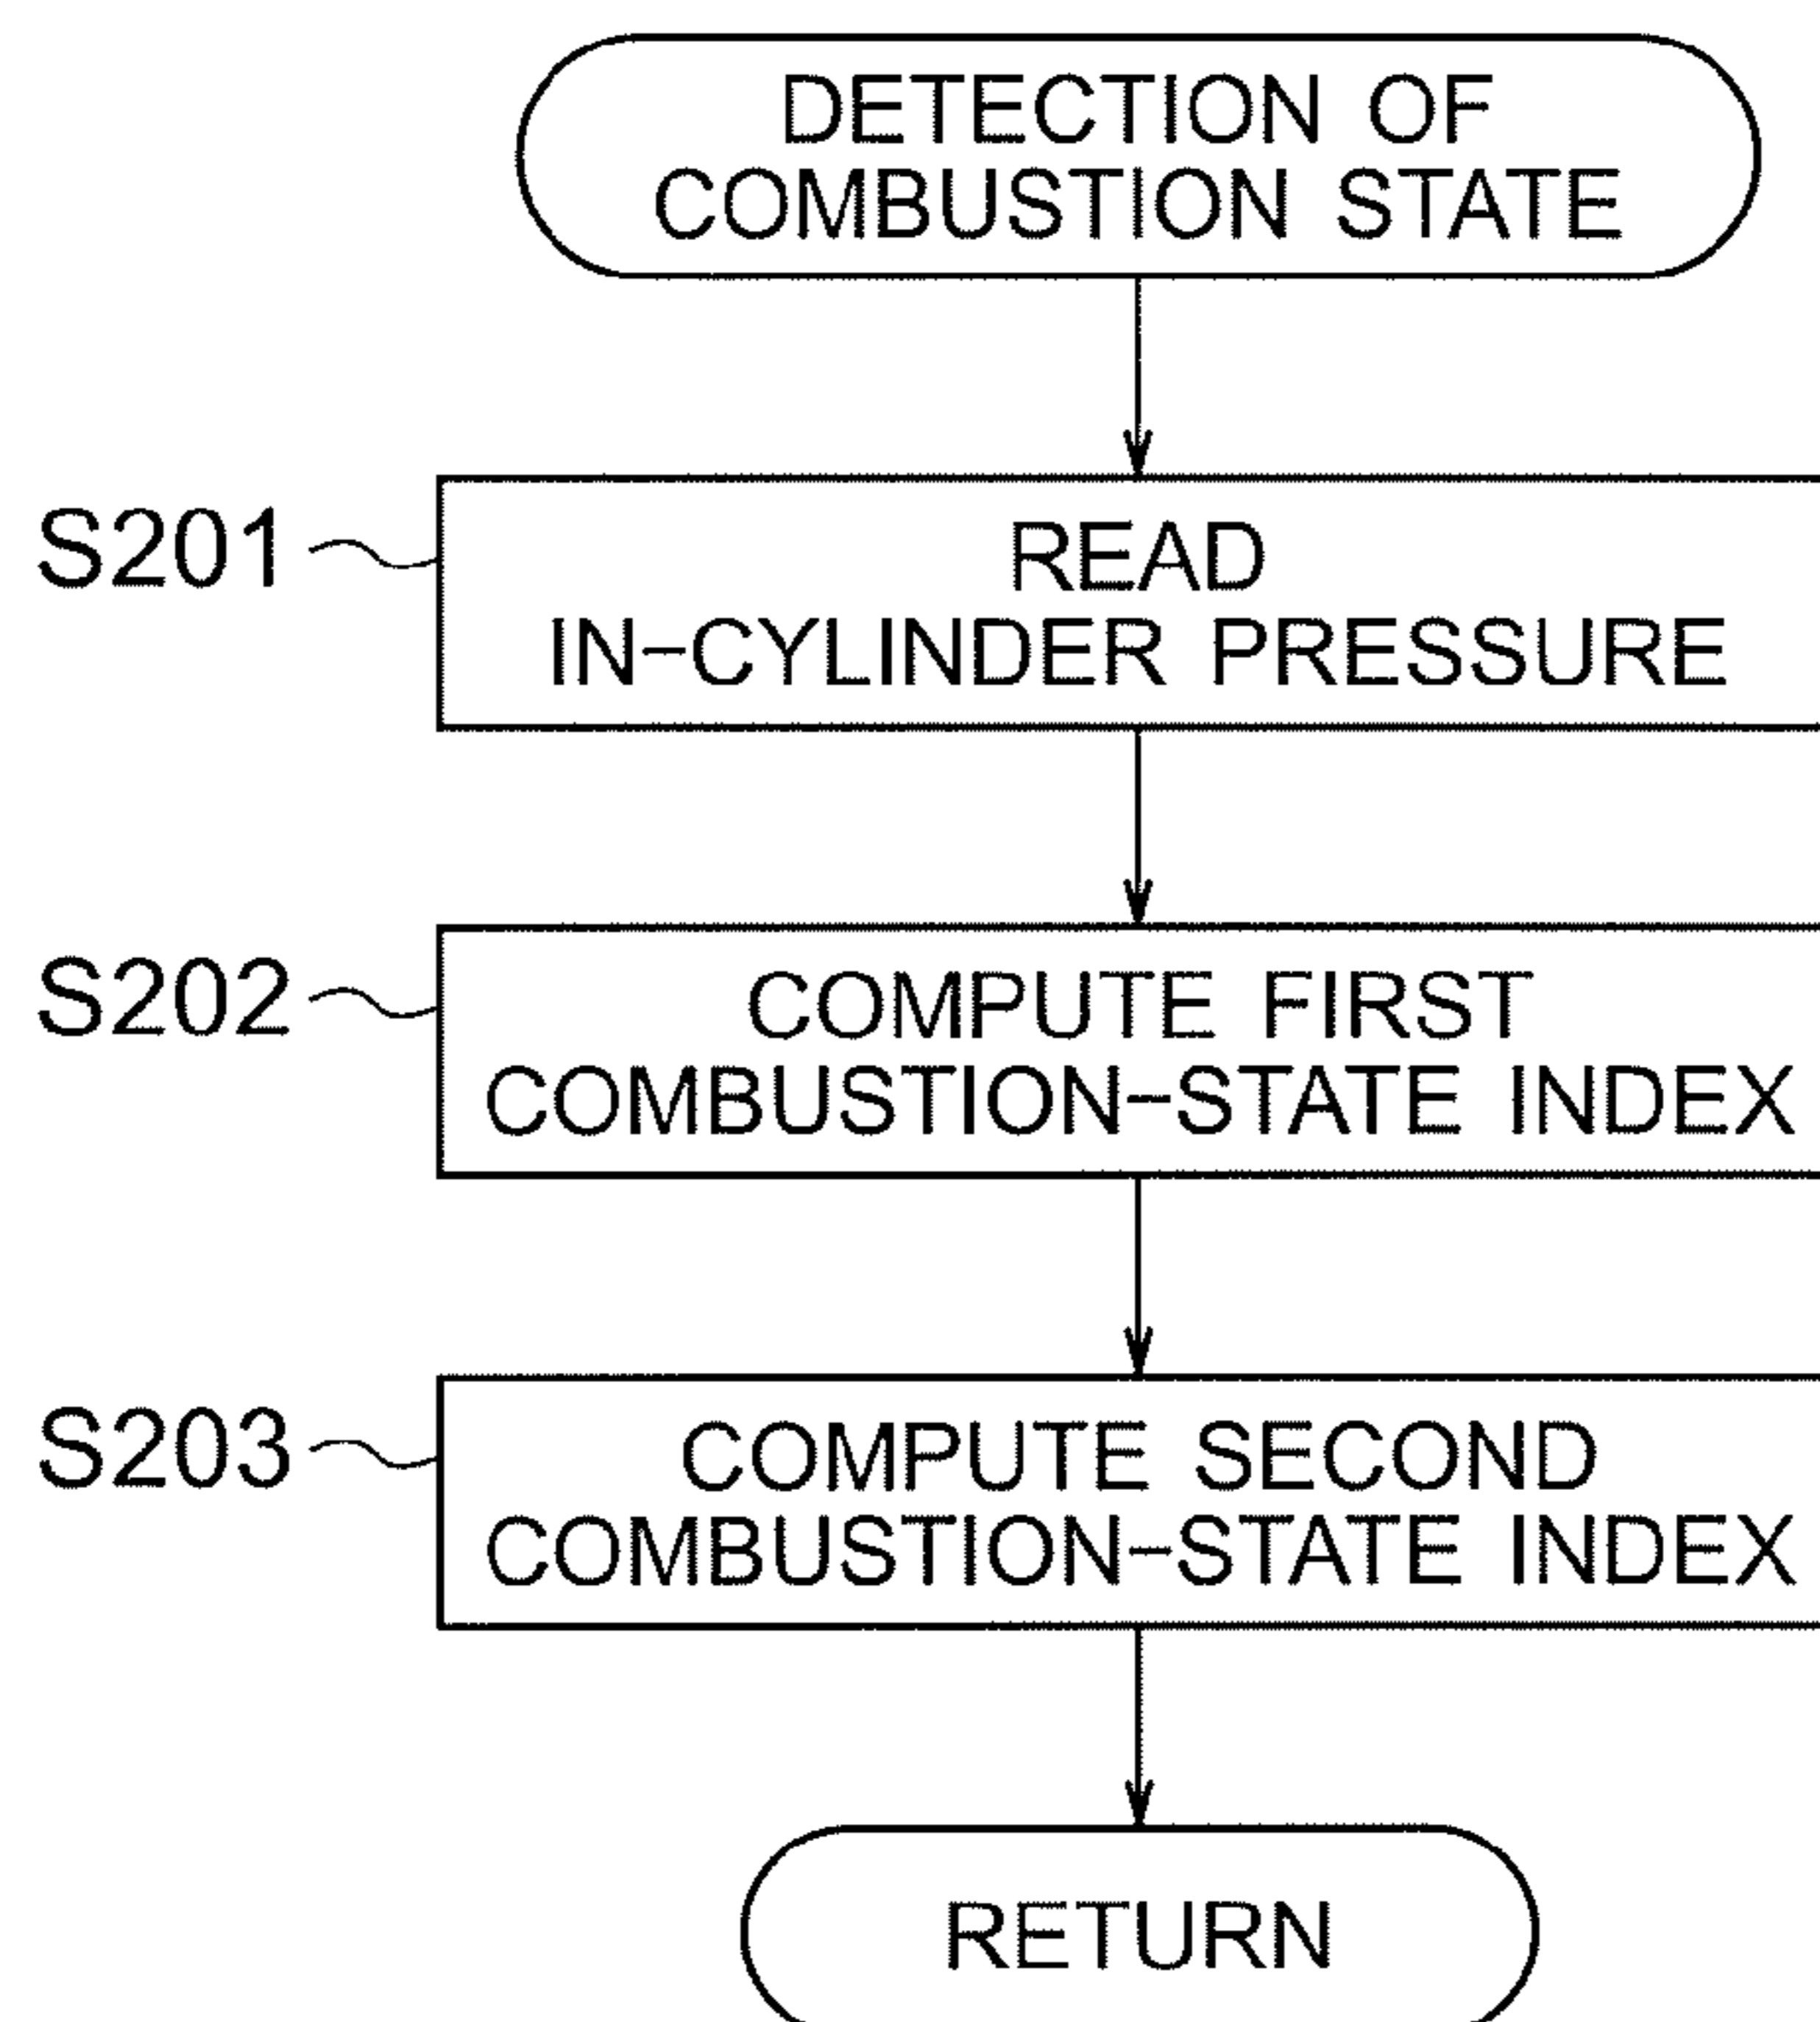 DETECTION OF
COMBUSTION STATE
S201
READ
IN-CYLINDER PRESSURE
S202
COMPUTE FIRST
COMBUSTION-STATE INDEX
S203
COMPUTE SECOND
COMBUSTION-STATE INDEX
RETURN